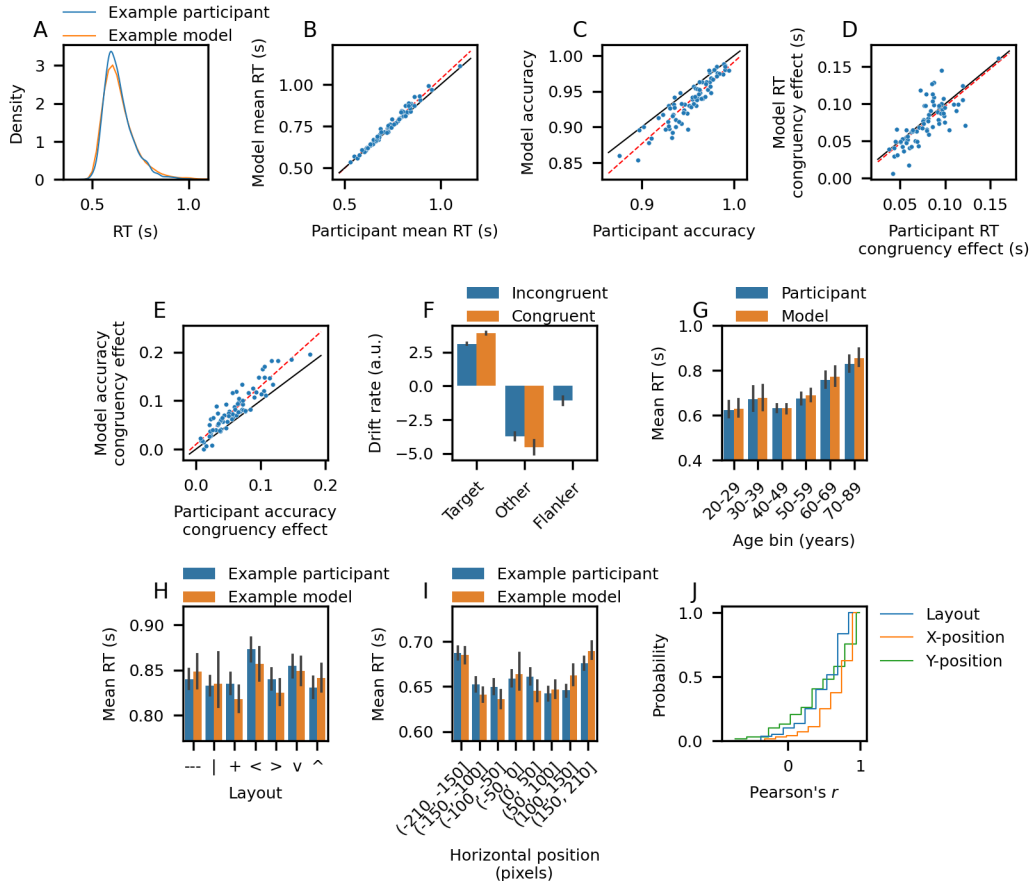 A
Example participant
Example model
3
2
1
0
Density
0.5
1.0
RT (s)
B
1.00
0.75
0.50
Model mean RT (s)
0.5
1.0
Participant mean RT (s)
C
1.00
0.95
0.90
0.85
Model accuracy
0.9
1.0
Participant accuracy
D
0.15
0.10
0.05
0.00
Model RT
congruency effect (s)
0.05
0.10
0.15
Participant RT
congruency effect (s)
E
0.2
0.1
0.0
Model accuracy
congruency effect
0.0
0.1
0.2
Participant accuracy
congruency effect
F
Incongruent
Congruent
2.5
0.0
−2.5
−5.0
Drift rate (a.u.)
Target
Other
Flanker
G
Participant
Model
1.0
0.8
0.6
0.4
Mean RT (s)
20-29
30-39
40-49
50-59
60-69
70-89
Age bin (years)
H
Example participant
Example model
0.90
0.85
0.80
Mean RT (s)
--- | + < > v ^
Layout
I
Example participant
Example model
0.70
0.65
0.60
Mean RT (s)
(-210, -150]
(-150, -100]
(-100, -50]
(-50, 0]
(0, 50]
(50, 100]
(100, 150]
(150, 210]
Horizontal position
(pixels)
J
Layout
X-position
Y-position
1.0
0.5
0.0
Probability
0
1
Pearson's r